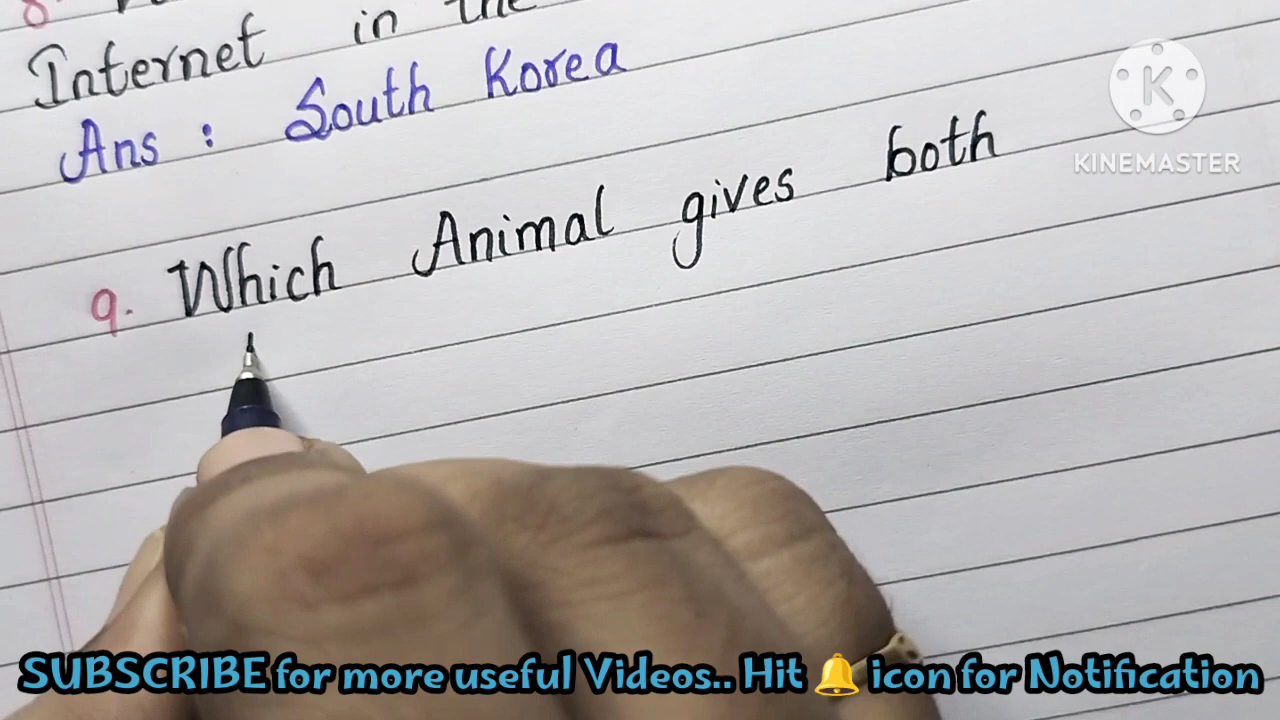 8.
Internet in the
Ans : South Korea
9. Which Animal gives both
K
KINEMASTER
SUBSCRIBE for more useful Videos.. Hit 🔔 icon for Notification